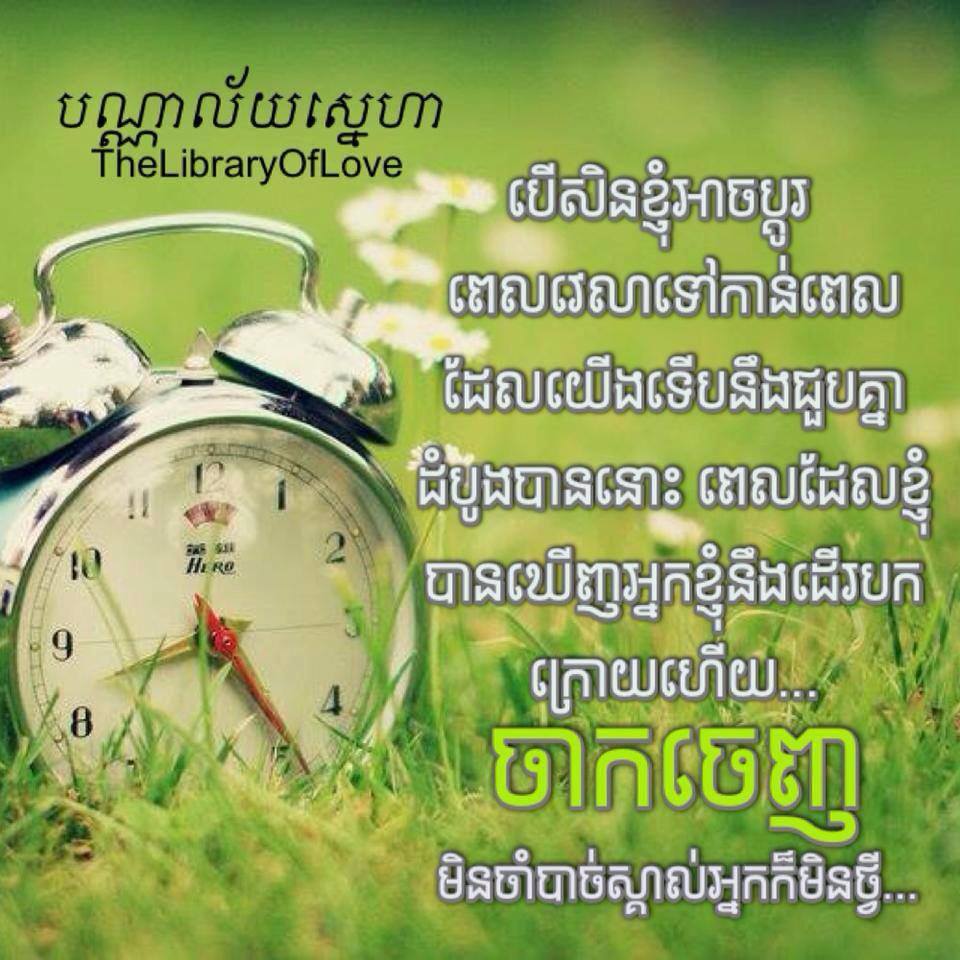 បណ្ណាល័យស្នេហា
TheLibraryOfLove
បើសិនខ្ញុំអាចប្តូរ
ពេលវេលាទៅកាន់ពេល
ដែលយើងទើបនឹងជួបគ្នា
ដំបូងបាននោះ ពេលដែលខ្ញុំ
បានឃើញអ្នកខ្ញុំនឹងដើរបក
ក្រោយហើយ...
ចាកចេញ
មិនចាំបាច់ស្គាល់អ្នកក៏មិនថ្វី...
12
11
10
2
HERO
9
8
4